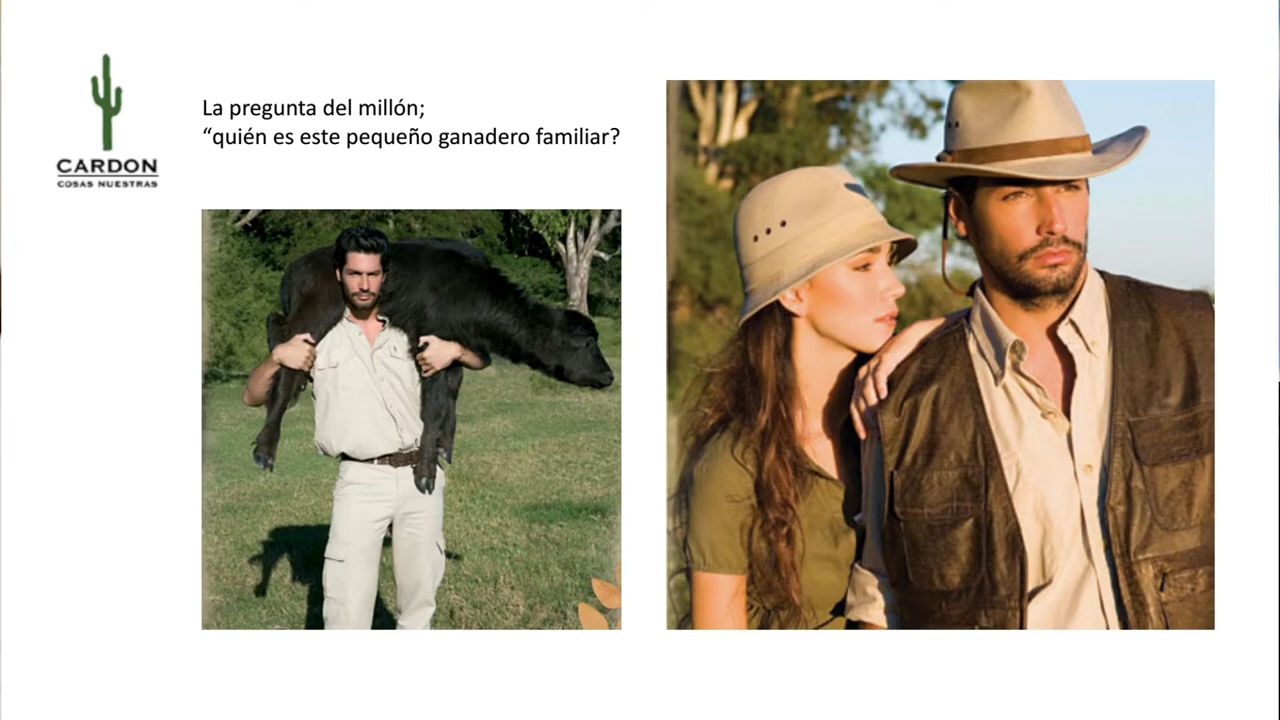 La pregunta del millón;
“quién es este pequeño ganadero familiar?
CARDON
COSAS NUESTRAS